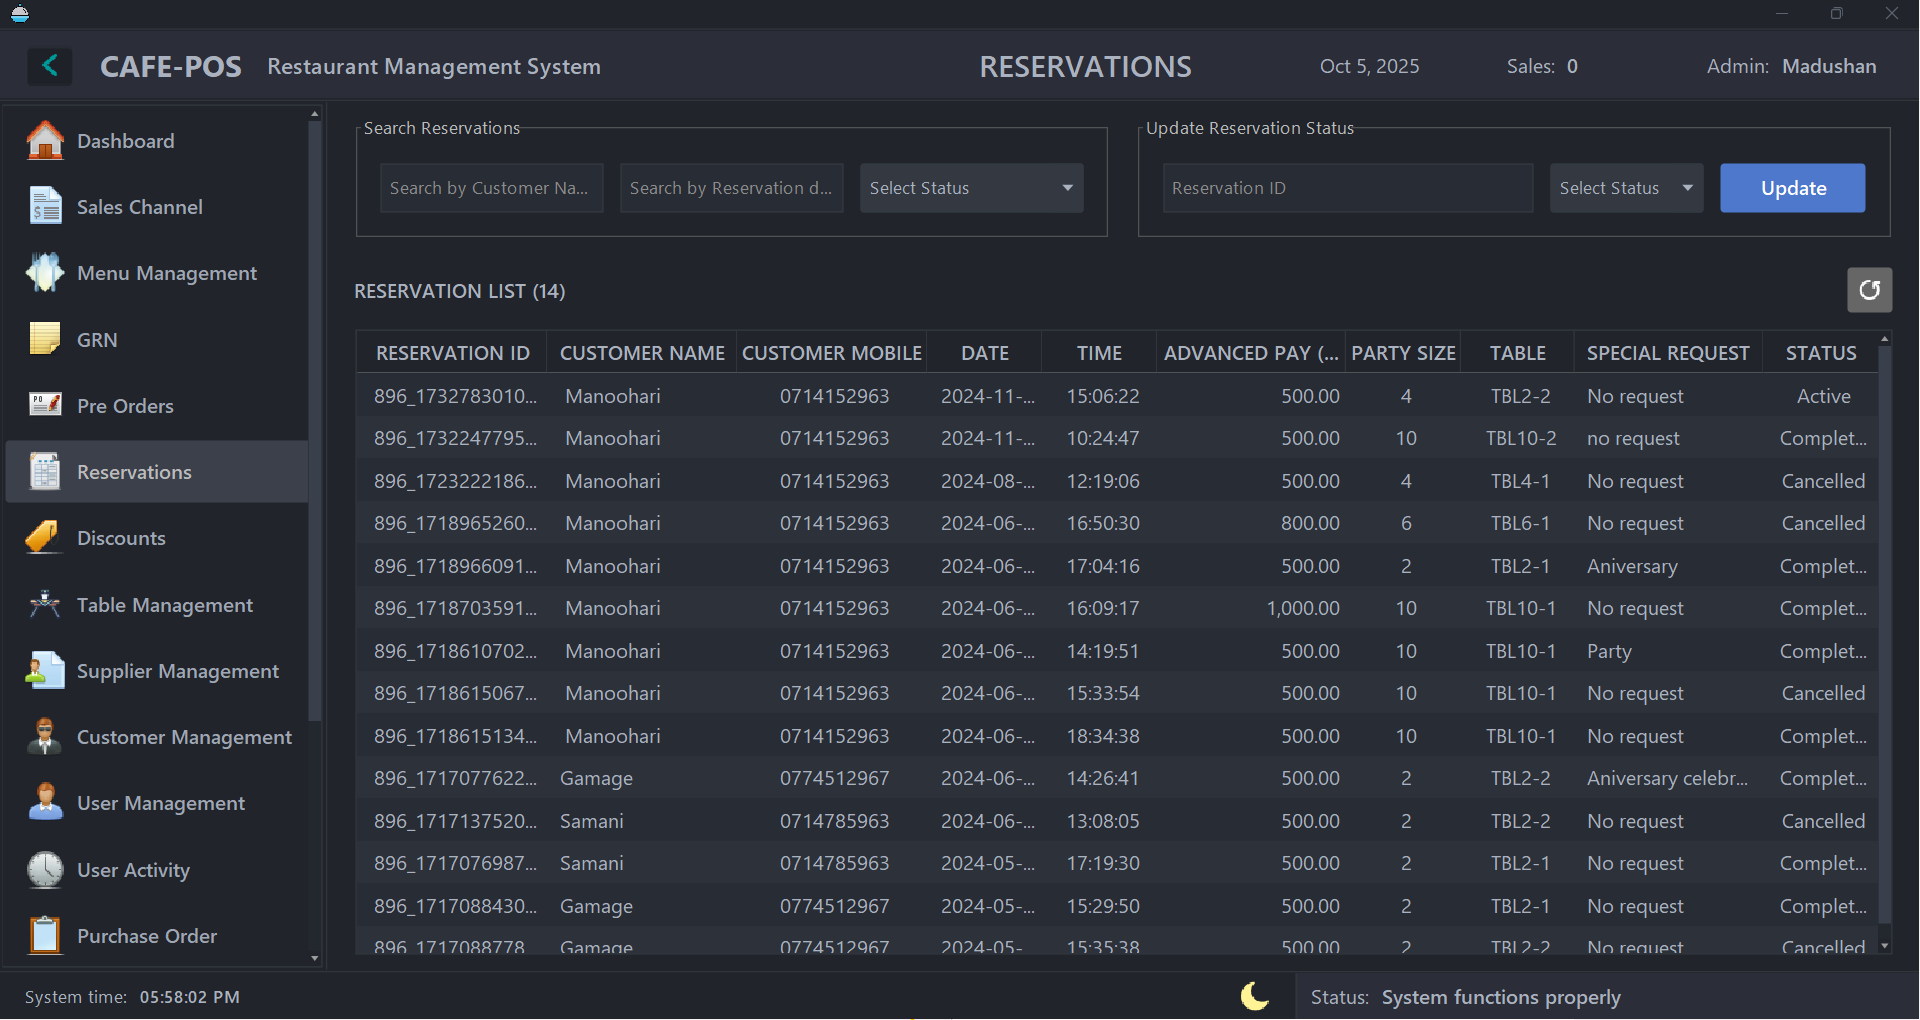 CAFE-POS Restaurant Management System RESERVATIONS Oct 5, 2025 Sales: 0 Admin: Madushan
Dashboard
Sales Channel
Menu Management
GRN
Pre Orders
Reservations
Discounts
Table Management
Supplier Management
Customer Management
User Management
User Activity
Purchase Order
Search Reservations
Search by Customer Na... Search by Reservation d... Select Status
Update Reservation Status
Reservation ID Select Status Update
RESERVATION LIST (14)
RESERVATION ID CUSTOMER NAME CUSTOMER MOBILE DATE TIME ADVANCED PAY (... PARTY SIZE TABLE SPECIAL REQUEST STATUS
896_1732783010... Manoohari 0714152963 2024-11-... 15:06:22 500.00 4 TBL2-2 No request Active
896_1732247795... Manoohari 0714152963 2024-11-... 10:24:47 500.00 10 TBL10-2 no request Complet...
896_1723222186... Manoohari 0714152963 2024-08-... 12:19:06 500.00 4 TBL4-1 No request Cancelled
896_1718965260... Manoohari 0714152963 2024-06-... 16:50:30 800.00 6 TBL6-1 No request Cancelled
896_1718966091... Manoohari 0714152963 2024-06-... 17:04:16 500.00 2 TBL2-1 Aniversary Complet...
896_1718703591... Manoohari 0714152963 2024-06-... 16:09:17 1,000.00 10 TBL10-1 No request Complet...
896_1718610702... Manoohari 0714152963 2024-06-... 14:19:51 500.00 10 TBL10-1 Party Complet...
896_1718615067... Manoohari 0714152963 2024-06-... 15:33:54 500.00 10 TBL10-1 No request Cancelled
896_1718615134... Manoohari 0714152963 2024-06-... 18:34:38 500.00 10 TBL10-1 No request Complet...
896_1717077622... Gamage 0774512967 2024-06-... 14:26:41 500.00 2 TBL2-2 Aniversary celebr... Complet...
896_1717137520... Samani 0714785963 2024-06-... 13:08:05 500.00 2 TBL2-2 No request Cancelled
896_1717076987... Samani 0714785963 2024-05-... 17:19:30 500.00 2 TBL2-1 No request Complet...
896_1717088430... Gamage 0774512967 2024-05-... 15:29:50 500.00 2 TBL2-1 No request Complet...
896_1717088778 Gamage 0774512967 2024-05- 15:35:38 500.00 2 TBL2-2 No request Cancelled
System time: 05:58:02 PM Status: System functions properly